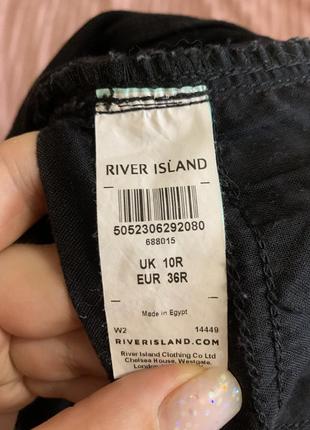 RIVER ISLAND
5052306292080
688015
UK 10R
EUR 36R
Made in Egypt
W2 14449
RIVERISLAND.COM
River Island Clothing Co Ltd
Chelsea House, Westgate,
London